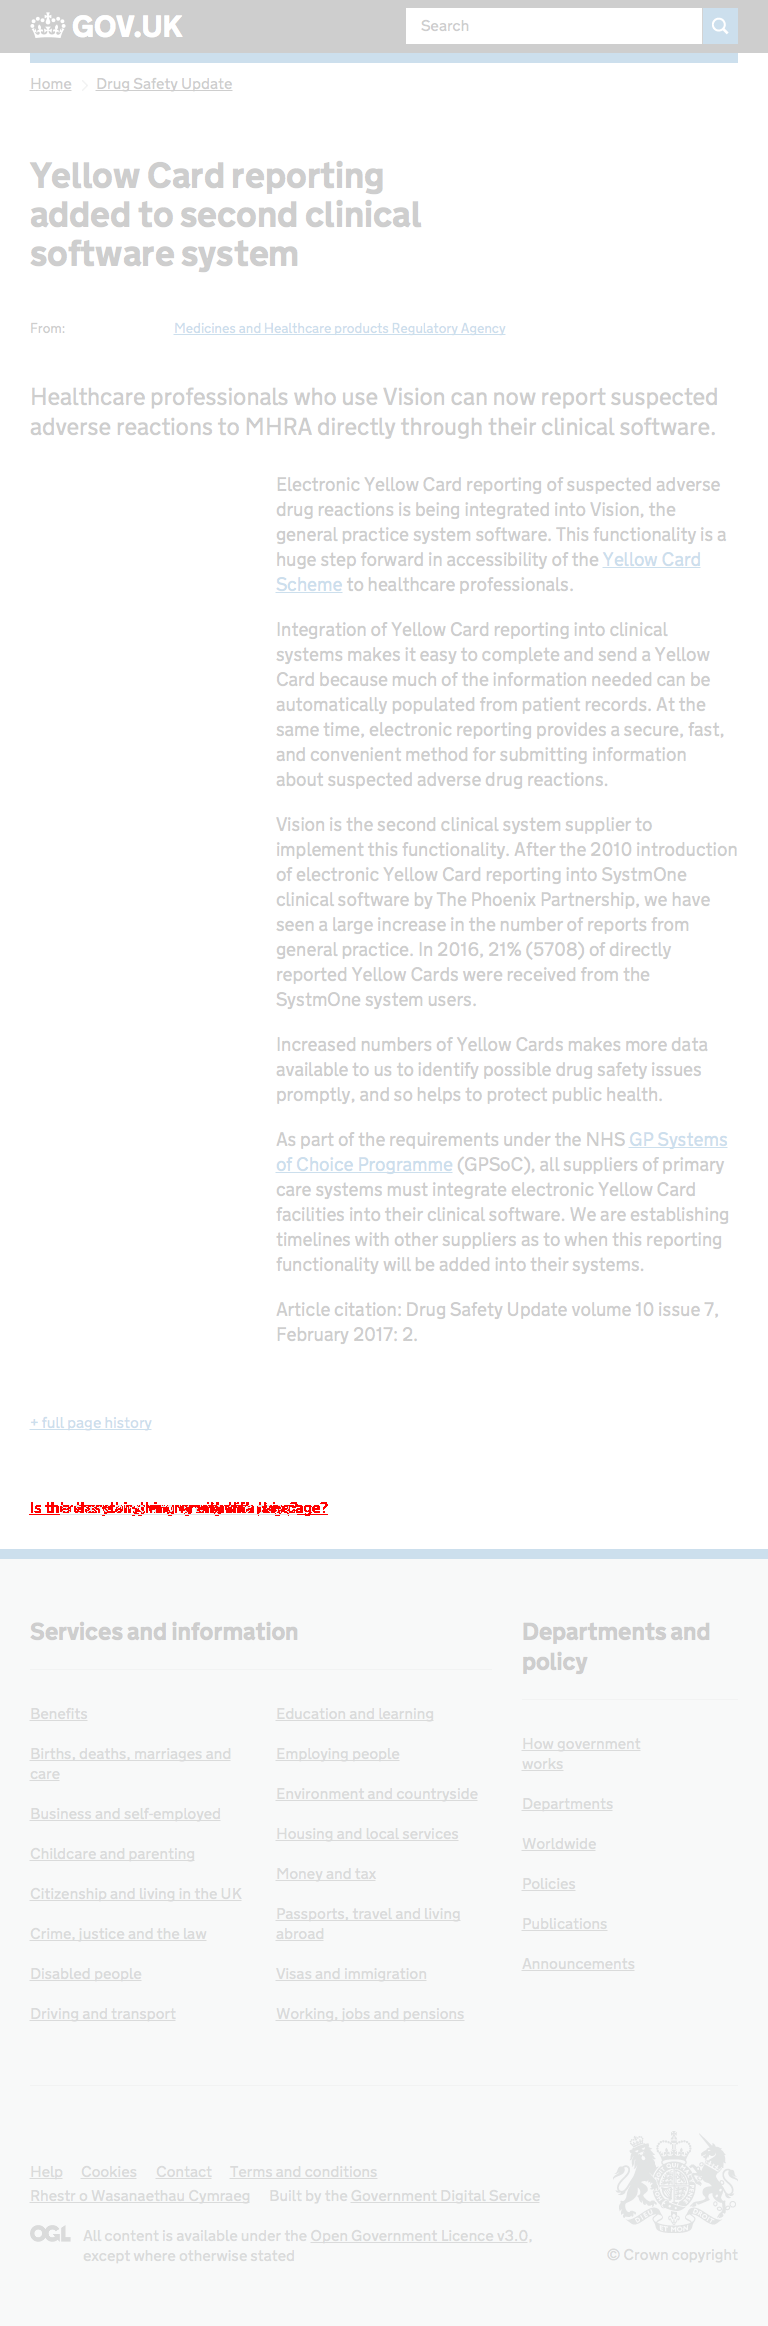 GOV.UK
Search
Home
Drug Safety Update
Yellow Card reporting
added to second clinical
software system
From:
Medicines and Healthcare products Regulatory Agency
Healthcare professionals who use Vision can now report suspected
adverse reactions to MHRA directly through their clinical software.
Electronic Yellow Card reporting of suspected adverse
drug reactions is being integrated into Vision, the
general practice system software. This functionality is a
huge step forward in accessibility of the Yellow Card
Scheme to healthcare professionals.
Integration of Yellow Card reporting into clinical
systems makes it easy to complete and send a Yellow
Card because much of the information needed can be
automatically populated from patient records. At the
same time, electronic reporting provides a secure, fast,
and convenient method for submitting information
about suspected adverse drug reactions.
Vision is the second clinical system supplier to
implement this functionality. After the 2010 introduction
of electronic Yellow Card reporting into SystmOne
clinical software by The Phoenix Partnership, we have
seen a large increase in the number of reports from
general practice. In 2016, 21% (5708) of directly
reported Yellow Cards were received from the
SystmOne system users.
Increased numbers of Yellow Cards makes more data
available to us to identify possible drug safety issues
promptly, and so helps to protect public health.
As part of the requirements under the NHS GP Systems
of Choice Programme (GPSoC), all suppliers of primary
care systems must integrate electronic Yellow Card
facilities into their clinical software. We are establishing
timelines with other suppliers as to when this reporting
functionality will be added into their systems.
Article citation: Drug Safety Update volume 10 issue 7,
February 2017: 2.
+ full page history
Services and information
Benefits
Births, deaths, marriages and
care
Business and self-employed
Childcare and parenting
Citizenship and living in the UK
Crime, justice and the law
Disabled people
Driving and transport
Education and learning
Employing people
Environment and countryside
Housing and local services
Money and tax
Passports, travel and living
abroad
Visas and immigration
Working, jobs and pensions
Departments and
policy
How government
works
Departments
Worldwide
Policies
Publications
Announcements
Help Cookies Contact Terms and conditions
Rhestr o Wasanaethau Cymraeg Built by the Government Digital Service
OGL All content is available under the Open Government Licence v3.0,
except where otherwise stated
© Crown copyright